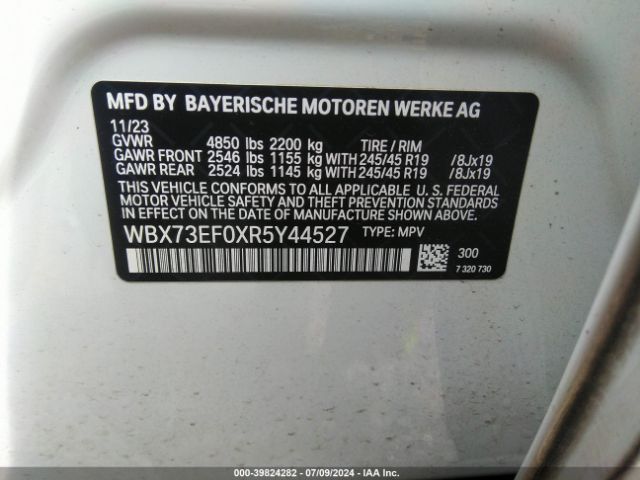 MFD BY BAYERISCHE MOTOREN WERKE AG
11/23
GVWR 4850 lbs 2200 kg TIRE / RIM
GAWR FRONT 2546 lbs 1155 kg WITH 245/45 R19 /8Jx19
GAWR REAR 2524 lbs 1145 kg WITH 245/45 R19 /8Jx19
THIS VEHICLE CONFORMS TO ALL APPLICABLE U. S. FEDERAL
MOTOR VEHICLE SAFETY AND THEFT PREVENTION STANDARDS
IN EFFECT ON THE DATE OF MANUFACTURE SHOWN ABOVE.
WBX73EF0XR5Y44527 TYPE: MPV
300
7 320 730
000-39824282 - 07/09/2024 - IAA Inc.